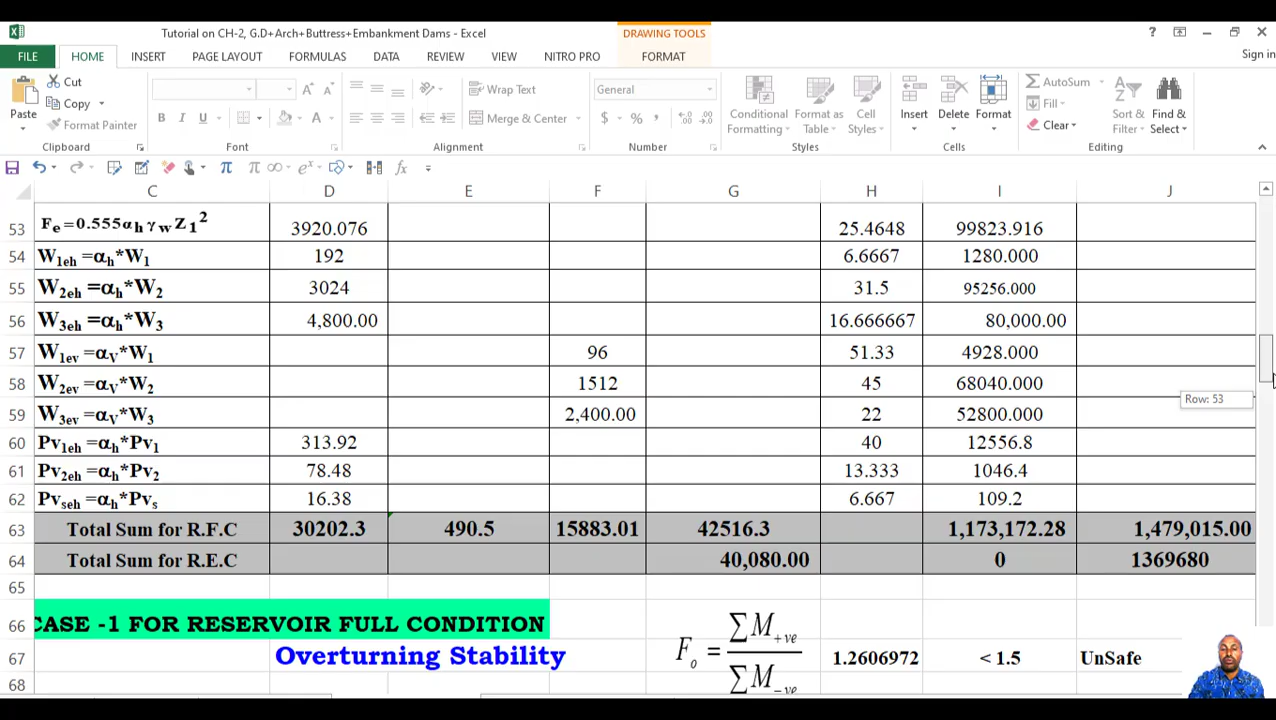 Tutorial on CH-2, G.D+Arch+Buttress+Embankment Dams - Excel
DRAWING TOOLS
?
FILE HOME INSERT PAGE LAYOUT FORMULAS DATA REVIEW VIEW NITRO PRO FORMAT
Sign in
Paste
Cut
Copy
Format Painter
B I U
A A
A
Wrap Text
Merge & Center
General
$ % ,
Conditional Formatting
Format as Table
Cell Styles
Insert
Delete
Format
AutoSum
Fill
Clear
Sort & Filter
Find & Select
Clipboard Font Alignment Number Styles Cells Editing
π π ∞ eˣ fx
C D E F G H I J
53 Fₑ=0.555αₕγwZ₁² 3920.076 25.4648 99823.916
54 W₁ₑₕ =αₕ*W₁ 192 6.6667 1280.000
55 W₂ₑₕ =αₕ*W₂ 3024 31.5 95256.000
56 W₃ₑₕ =αₕ*W₃ 4,800.00 16.666667 80,000.00
57 W₁ₑᵥ =αV*W₁ 96 51.33 4928.000
58 W₂ₑᵥ =αV*W₂ 1512 45 68040.000
59 W₃ₑᵥ =αV*W₃ 2,400.00 22 52800.000
60 Pv₁ₑₕ =αₕ*Pv₁ 313.92 40 12556.8
61 Pv₂ₑₕ =αₕ*Pv₂ 78.48 13.333 1046.4
62 Pvₛₑₕ =αₕ*Pvₛ 16.38 6.667 109.2
63 Total Sum for R.F.C 30202.3 490.5 15883.01 42516.3 1,173,172.28 1,479,015.00
64 Total Sum for R.E.C 40,080.00 0 1369680
65
66 CASE -1 FOR RESERVOIR FULL CONDITION
67 Overturning Stability Fₒ = ∑M₊ve / ∑M₋ve 1.2606972 < 1.5 UnSafe
68
Row: 53